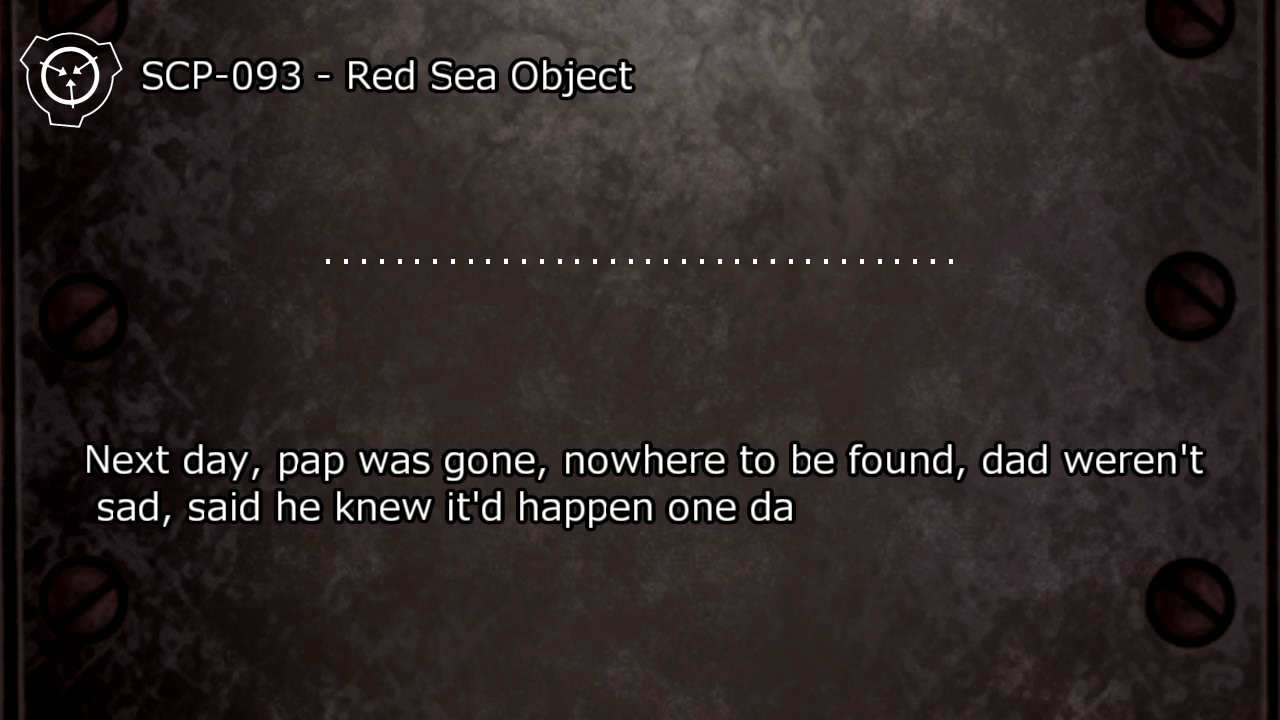 SCP-093 - Red Sea Object
. . . . . . . . . . . . . . . . . . . . . . . . . . . . . . . . . . . .
Next day, pap was gone, nowhere to be found, dad weren't
sad, said he knew it'd happen one da